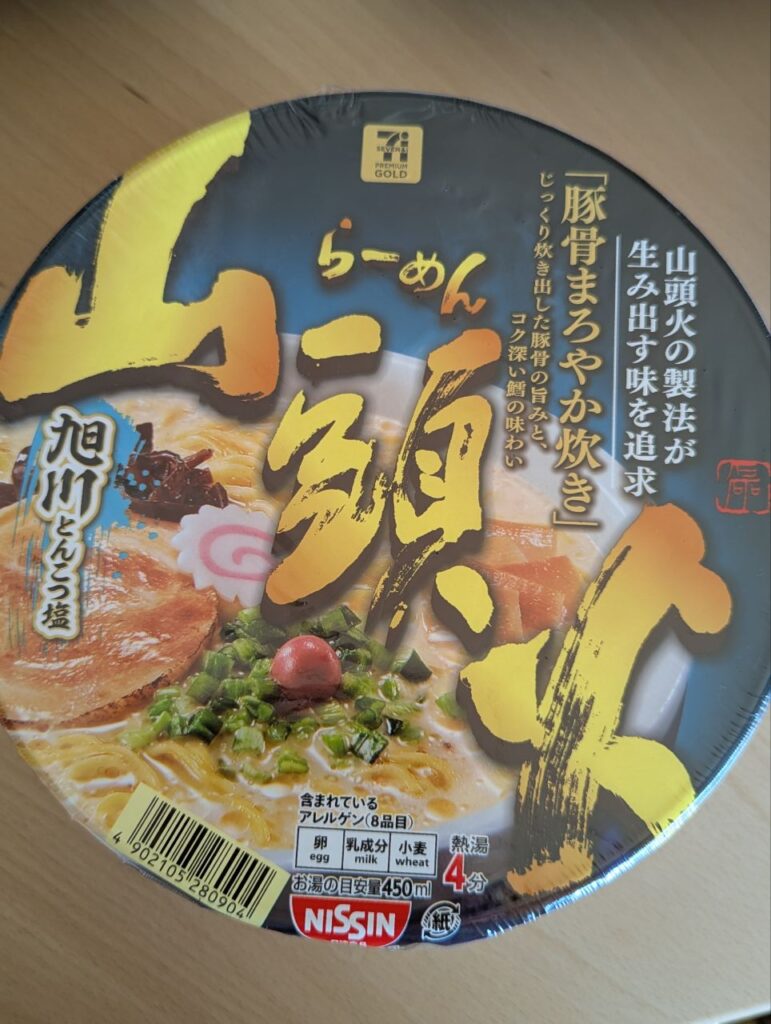 SEVEN&i
PREMIUM
GOLD
らーめん
山頭火
山頭火の製法が
生み出す味を追求
「豚骨まろやか炊き」
じっくり炊き出した豚骨の旨みと、
コク深い鱈の味わい
旭川とんこつ塩
含まれている
アレルゲン(8品目)
卵 乳成分 小麦
egg milk wheat
熱湯
4分
お湯の目安量450ml
4 902105 280904
NISSIN
紙